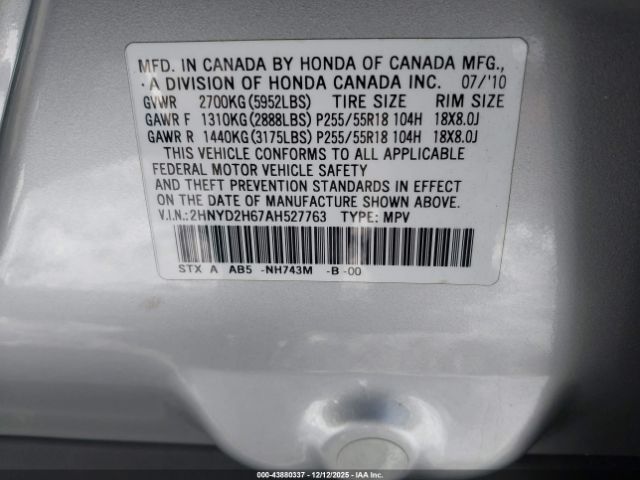 MFD. IN CANADA BY HONDA OF CANADA MFG.,
A DIVISION OF HONDA CANADA INC. 07/'10
GVWR 2700KG(5952LBS) TIRE SIZE RIM SIZE
GAWR F 1310KG(2888LBS) P255/55R18 104H 18X8.0J
GAWR R 1440KG(3175LBS) P255/55R18 104H 18X8.0J
THIS VEHICLE CONFORMS TO ALL APPLICABLE
FEDERAL MOTOR VEHICLE SAFETY
AND THEFT PREVENTION STANDARDS IN EFFECT
ON THE DATE OF MANUFACTURE SHOWN ABOVE.
V.I.N.:2HNYD2H67AH527763 TYPE: MPV
STX A AB5 -NH743M -B -00
00-43880337 - 12/12/2025 - IAA Inc.